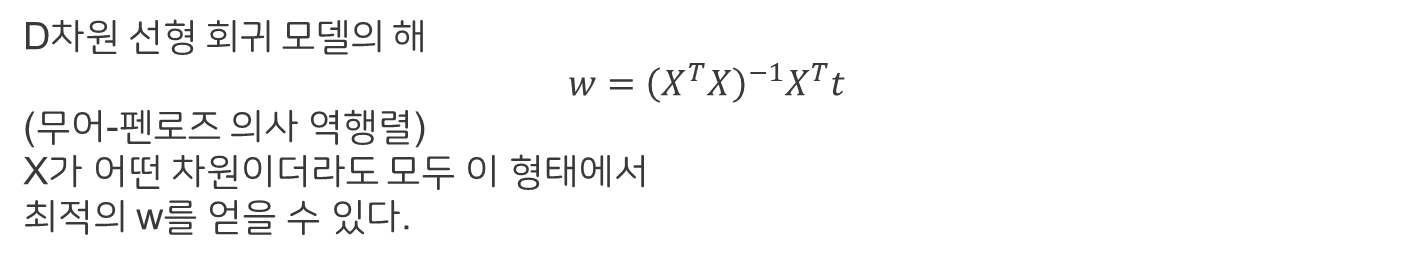 D차원 선형 회귀 모델의 해
w = (XᵀX)⁻¹Xᵀt
(무어-펜로즈 의사 역행렬)
X가 어떤 차원이더라도 모두 이 형태에서
최적의 w를 얻을 수 있다.